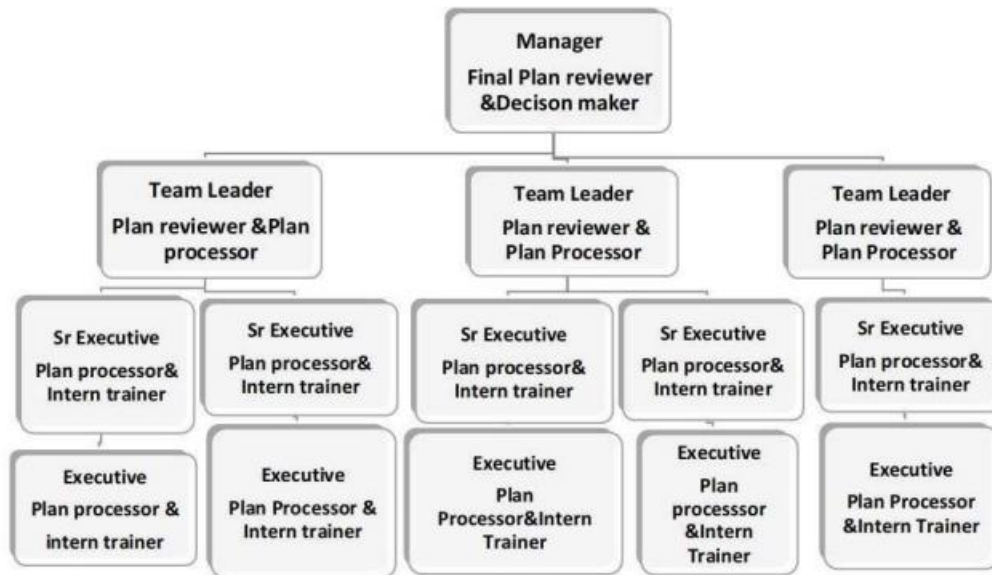 Manager
Final Plan reviewer
&Decison maker
Team Leader
Plan reviewer &Plan
processor
Team Leader
Plan reviewer &
Plan Processor
Team Leader
Plan reviewer &
Plan Processor
Sr Executive
Plan processor&
Intern trainer
Sr Executive
Plan processor&
Intern trainer
Sr Executive
Plan processor&
Intern trainer
Sr Executive
Plan processor&
Intern trainer
Sr Executive
Plan processor&
Intern trainer
Executive
Plan processor &
intern trainer
Executive
Plan Processor &
Intern trainer
Executive
Plan
Processor&Intern
Trainer
Executive
Plan
processsor
&Intern
Trainer
Executive
Plan Processor
&Intern Trainer